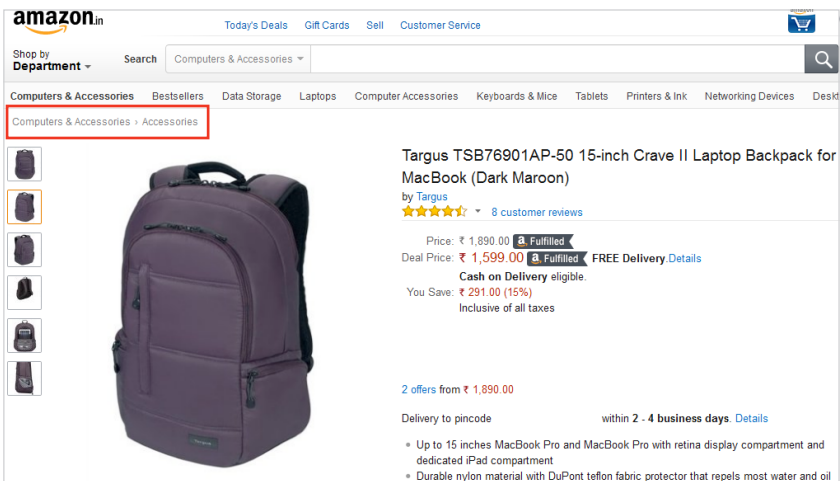 amazon.in
Today's Deals Gift Cards Sell Customer Service
Shop by
Department
Search Computers & Accessories
Computers & Accessories Bestsellers Data Storage Laptops Computer Accessories Keyboards & Mice Tablets Printers & Ink Networking Devices
Computers & Accessories › Accessories
Targus TSB76901AP-50 15-inch Crave II Laptop Backpack for
MacBook (Dark Maroon)
by Targus
8 customer reviews
Price: ₹ 1,890.00 a Fulfilled
Deal Price: ₹ 1,599.00 a Fulfilled FREE Delivery.Details
Cash on Delivery eligible.
You Save: ₹ 291.00 (15%)
Inclusive of all taxes
2 offers from ₹ 1,890.00
Delivery to pincode within 2 - 4 business days. Details
Up to 15 inches MacBook Pro and MacBook Pro with retina display compartment and
dedicated iPad compartment
Durable nylon material with DuPont teflon fabric protector that repels most water and oil